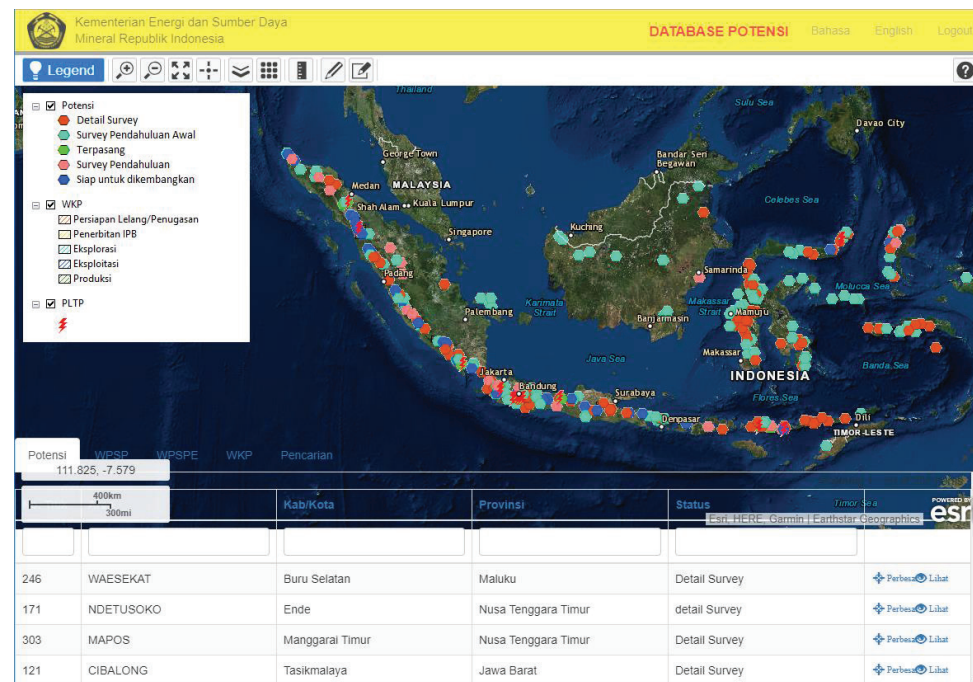 Kementerian Energi dan Sumber Daya
Mineral Republik Indonesia
DATABASE POTENSI
Bahasa
English
Logout
Legend
Potensi
Detail Survey
Survey Pendahuluan Awal
Terpasang
Survey Pendahuluan
Siap untuk dikembangkan
WKP
Persiapan Lelang/Penugasan
Penerbitan IPB
Eksplorasi
Eksploitasi
Produksi
PLTP
Thailand
Sulu Sea
Davao City
GeorgeTown
Bandar Seri
Begawan
Medan
MALAYSIA
Shah Alam
Kuala Lumpur
Celebes Sea
Kuching
Singapore
Padang
Samarinda
Molucca Sea
Karimata
Strait
Makassar
Strait
Palembang
Banjarmasin
Mamuju
Java Sea
Makassar
Banda Sea
Jakarta
INDONESIA
Bandung
Surabaya
Flores Sea
Denpasar
Dili
TIMOR-LESTE
Potensi WPSP WPSPE WKP Pencarian
111.825, -7.579
400km
300mi
Kab/Kota Provinsi Status
Timor Sea
Esri, HERE, Garmin | Earthstar Geographics
POWERED BY
esri
246 WAESEKAT Buru Selatan Maluku Detail Survey Perbesa Lihat
171 NDETUSOKO Ende Nusa Tenggara Timur detail Survey Perbesa Lihat
303 MAPOS Manggarai Timur Nusa Tenggara Timur Detail Survey Perbesa Lihat
121 CIBALONG Tasikmalaya Jawa Barat Detail Survey Perbesa Lihat